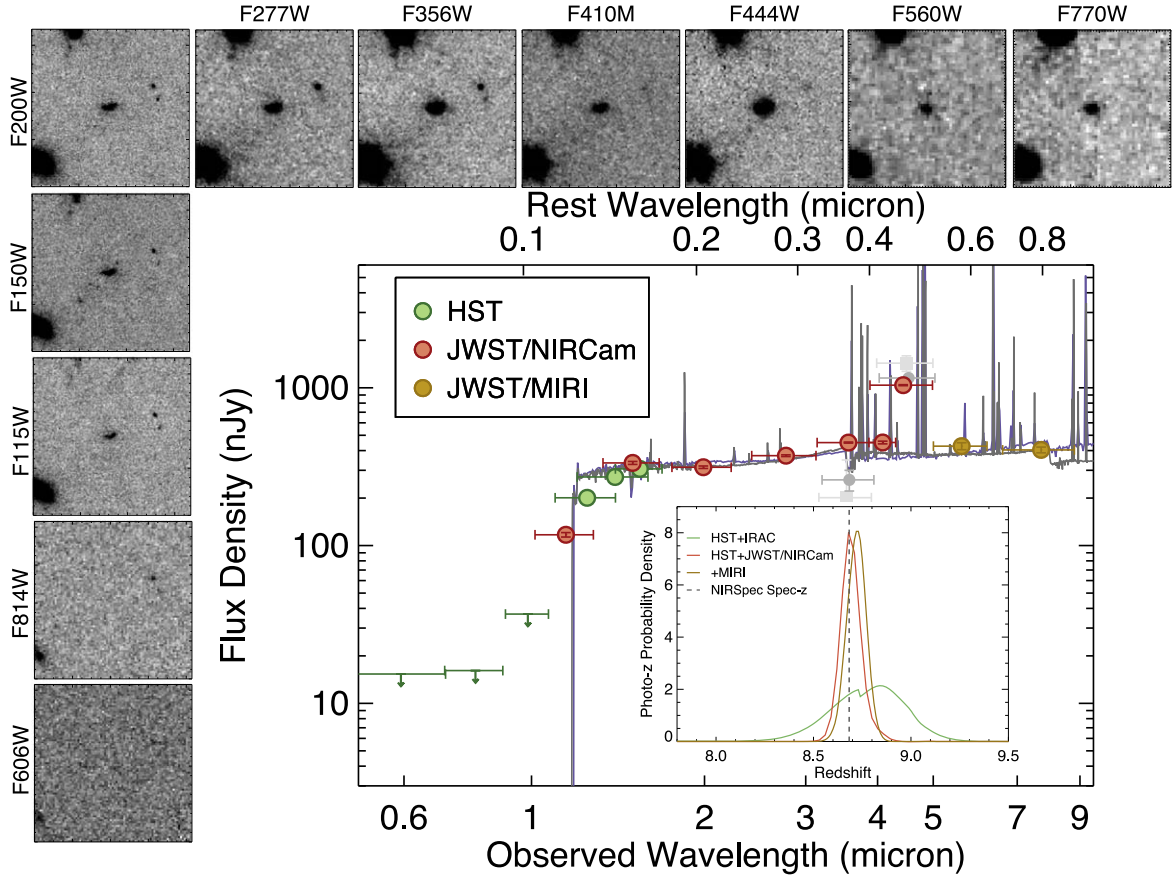 F277W
F356W
F410M
F444W
F560W
F770W
F200W
F150W
F115W
F814W
F606W
Rest Wavelength (micron)
0.1
0.2
0.3
0.4
0.6
0.8
Flux Density (nJy)
1000
100
10
HST
JWST/NIRCam
JWST/MIRI
Photo-z Probability Density
8
6
4
2
0
HST+IRAC
HST+JWST/NIRCam
+MIRI
NIRSpec Spec-z
8.0
8.5
9.0
9.5
Redshift
0.6
1
2
3
4
5
7
9
Observed Wavelength (micron)